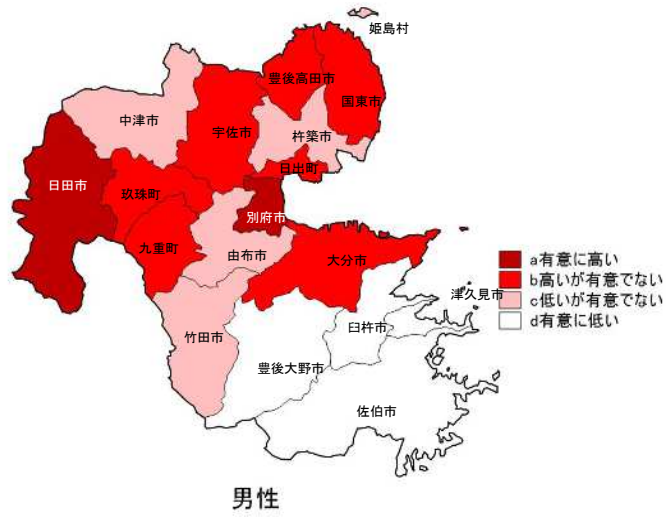 姫島村
豊後高田市
国東市
中津市
宇佐市
杵築市
日出町
日田市
玖珠町
別府市
九重町
由布市
大分市
a有意に高い
b高いが有意でない
c低いが有意でない
d有意に低い
津久見市
臼杵市
竹田市
豊後大野市
佐伯市
男性